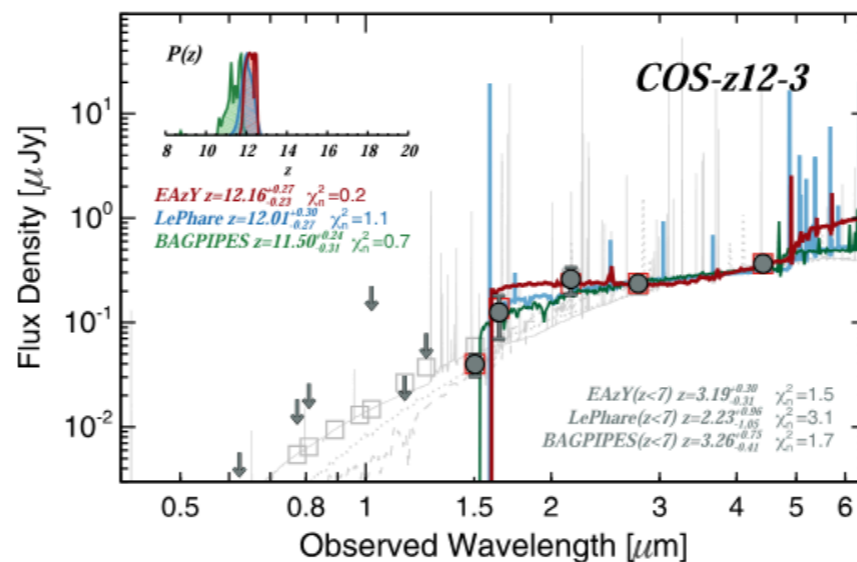 P(z)
COS-z12-3
8 10 12 14 16 18 20
z
EAzY z=12.16+0.27-0.23 χ²n=0.2
LePhare z=12.01+0.30-0.27 χ²n=1.1
BAGPIPES z=11.50+0.24-0.31 χ²n=0.7
Flux Density [μJy]
10¹
10⁰
10⁻¹
10⁻²
EAzY(z<7) z=3.19+0.30-0.31 χ²n=1.5
LePhare(z<7) z=2.23+0.96-1.05 χ²n=3.1
BAGPIPES(z<7) z=3.26+0.75-0.41 χ²n=1.7
0.5 0.8 1 1.5 2 3 4 5 6
Observed Wavelength [μm]